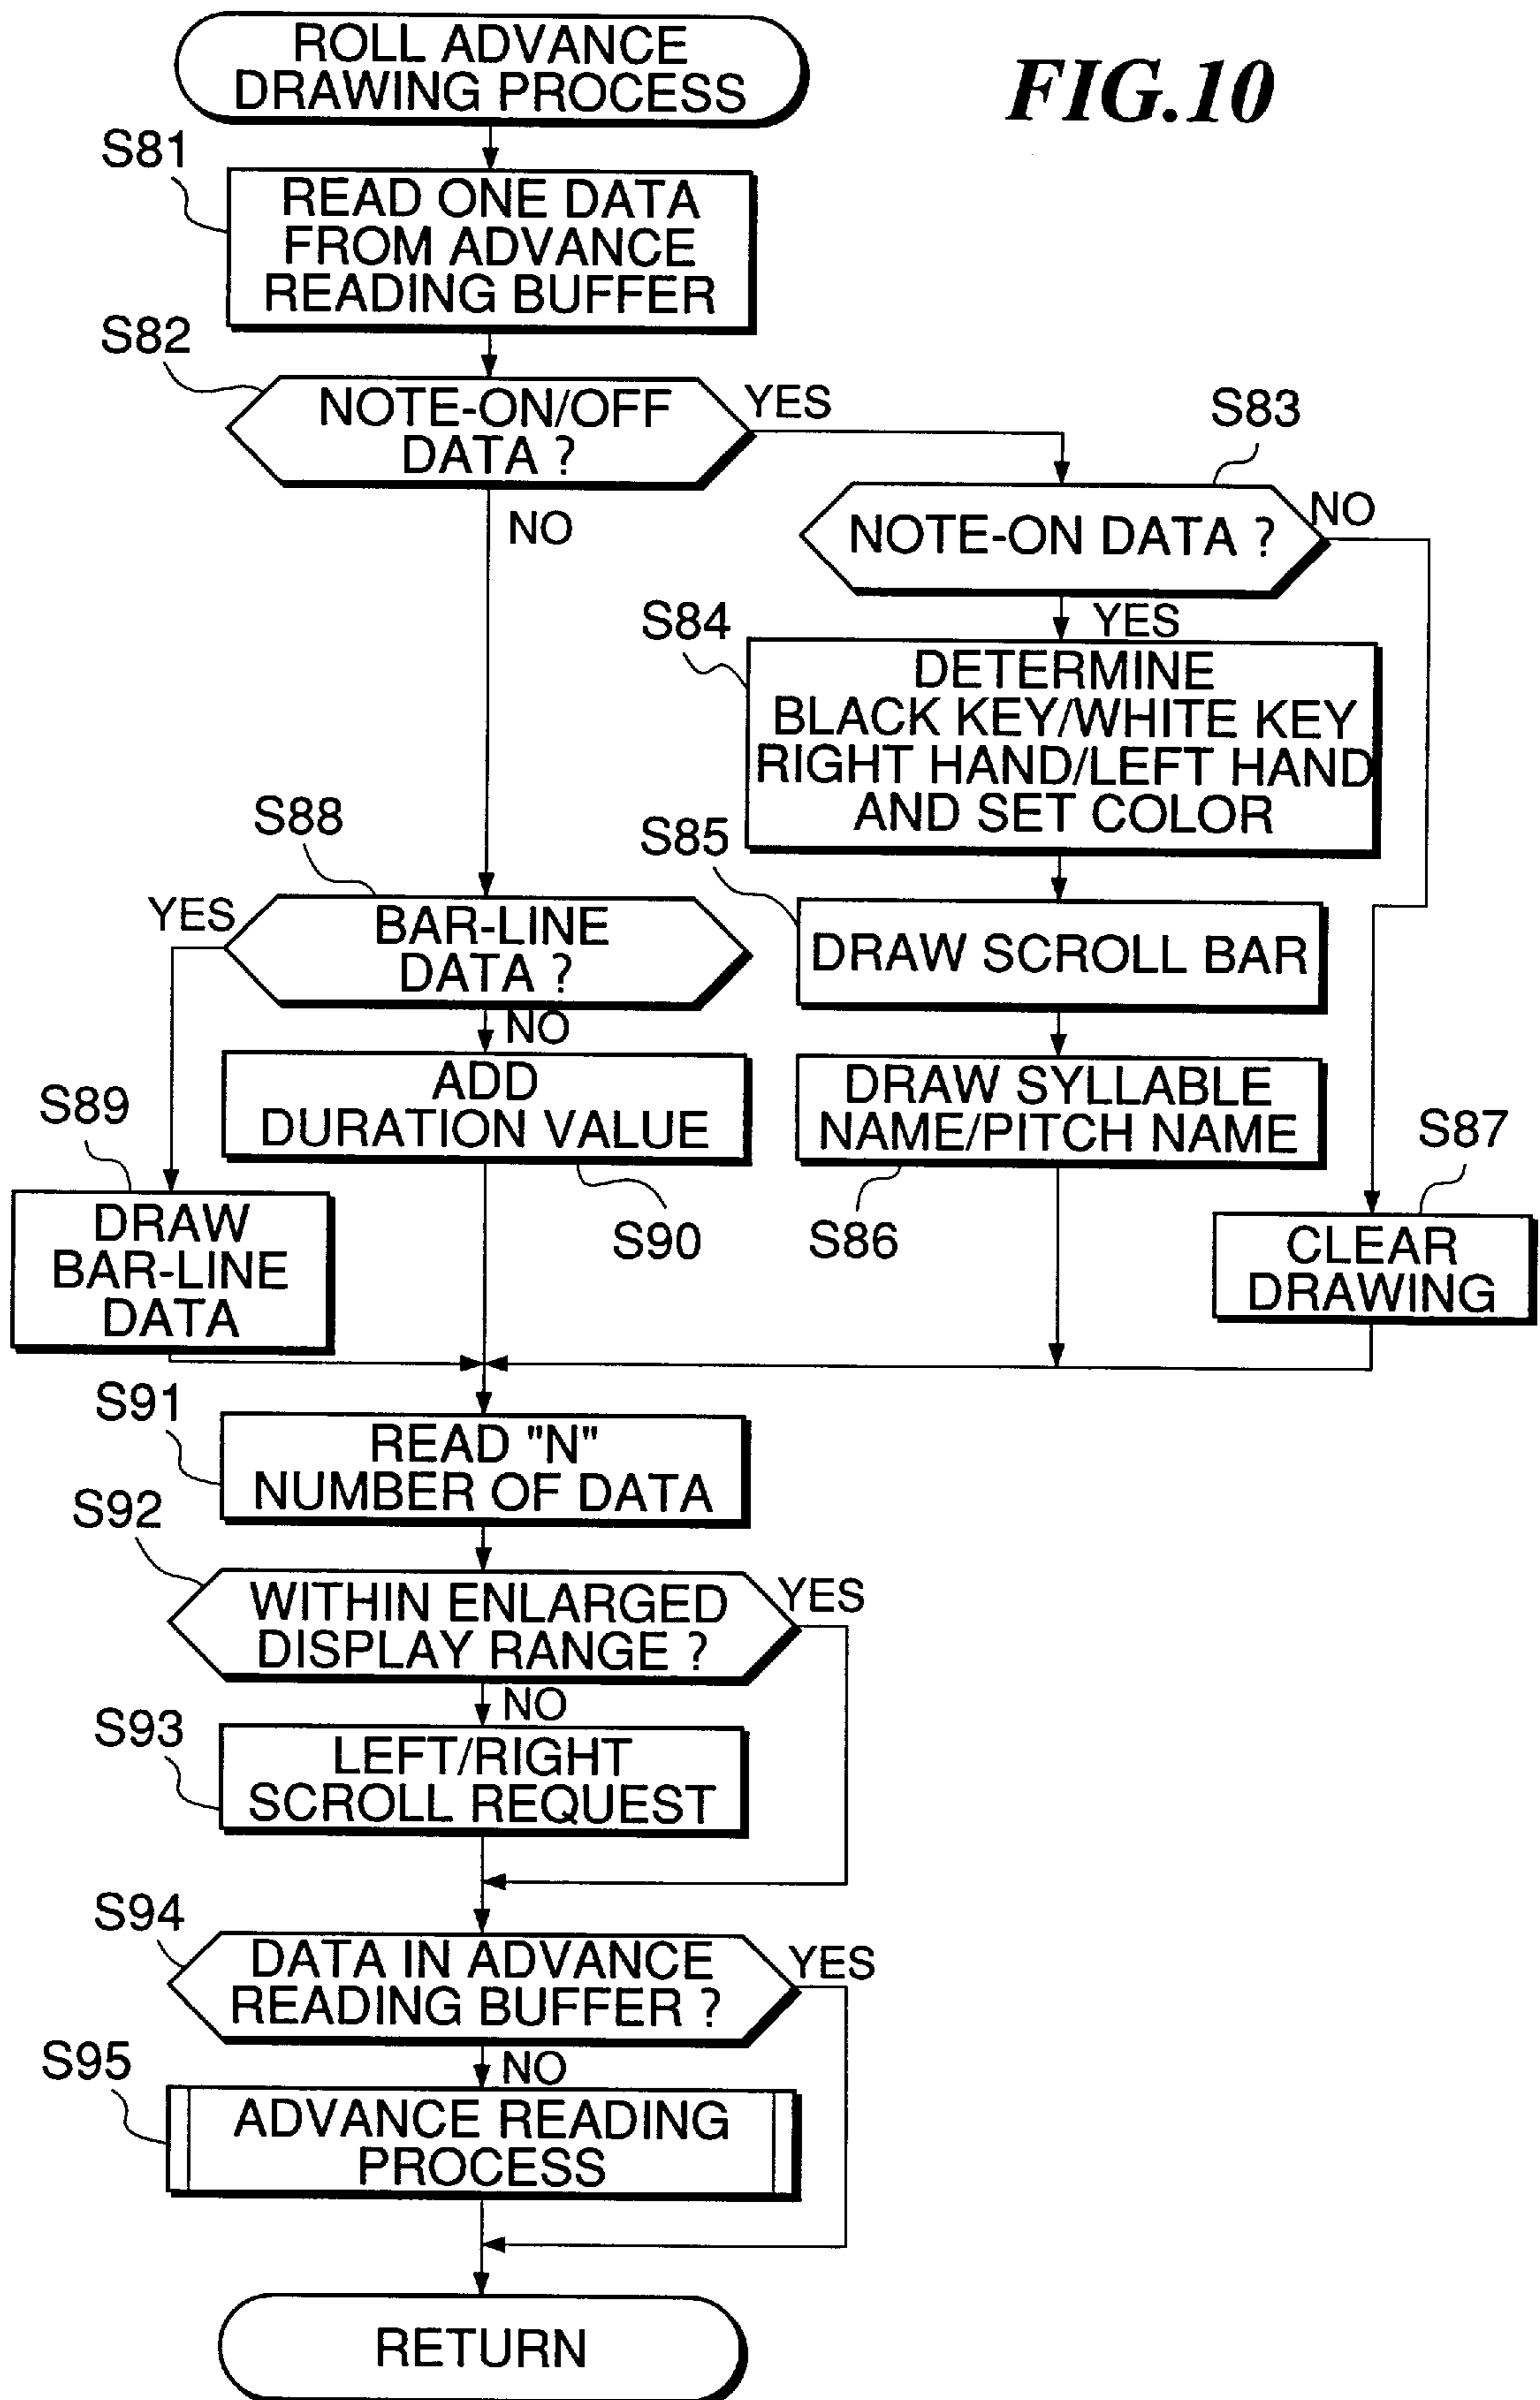 ROLL ADVANCE
DRAWING PROCESS
FIG.10
S81
READ ONE DATA
FROM ADVANCE
READING BUFFER
S82
NOTE-ON/OFF
DATA ?
YES
NO
S83
NOTE-ON DATA ?
NO
YES
S84
DETERMINE
BLACK KEY/WHITE KEY
RIGHT HAND/LEFT HAND
AND SET COLOR
S85
DRAW SCROLL BAR
S88
YES
BAR-LINE
DATA ?
NO
ADD
DURATION VALUE
S90
DRAW SYLLABLE
NAME/PITCH NAME
S86
S89
DRAW
BAR-LINE
DATA
S87
CLEAR
DRAWING
S91
READ "N"
NUMBER OF DATA
S92
WITHIN ENLARGED
DISPLAY RANGE ?
YES
NO
S93
LEFT/RIGHT
SCROLL REQUEST
S94
DATA IN ADVANCE
READING BUFFER ?
YES
NO
S95
ADVANCE READING
PROCESS
RETURN